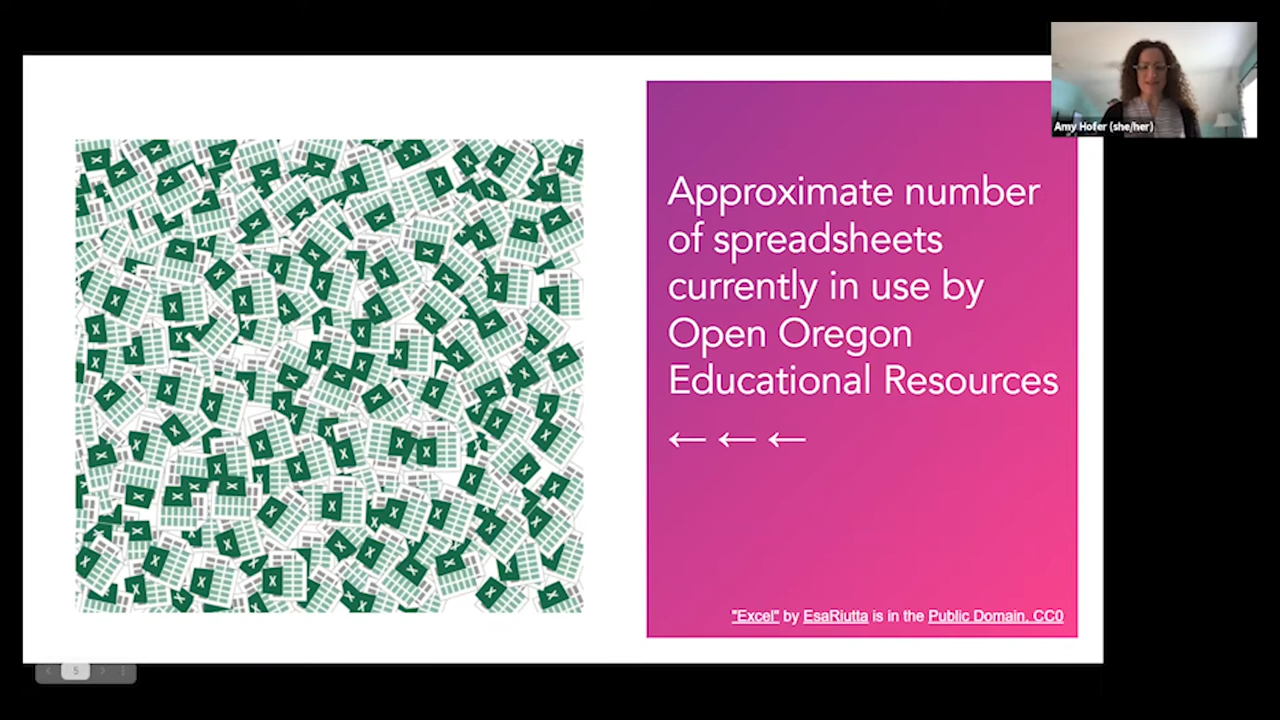 Amy Hofer (she/her)
Approximate number
of spreadsheets
currently in use by
Open Oregon
Educational Resources
← ← ←
"Excel" by EsaRiutta is in the Public Domain, CC0
5